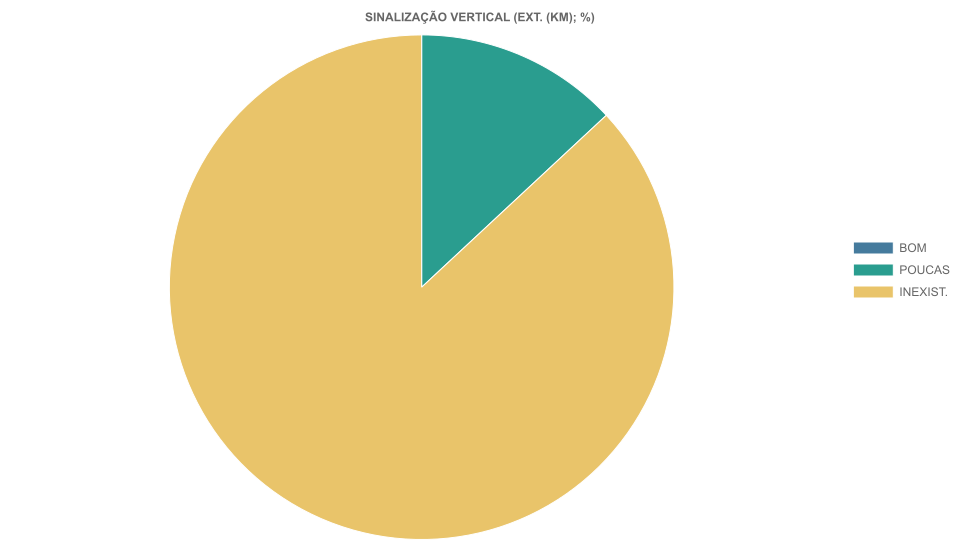 SINALIZAÇÃO VERTICAL (EXT. (KM); %)
BOM
POUCAS
INEXIST.